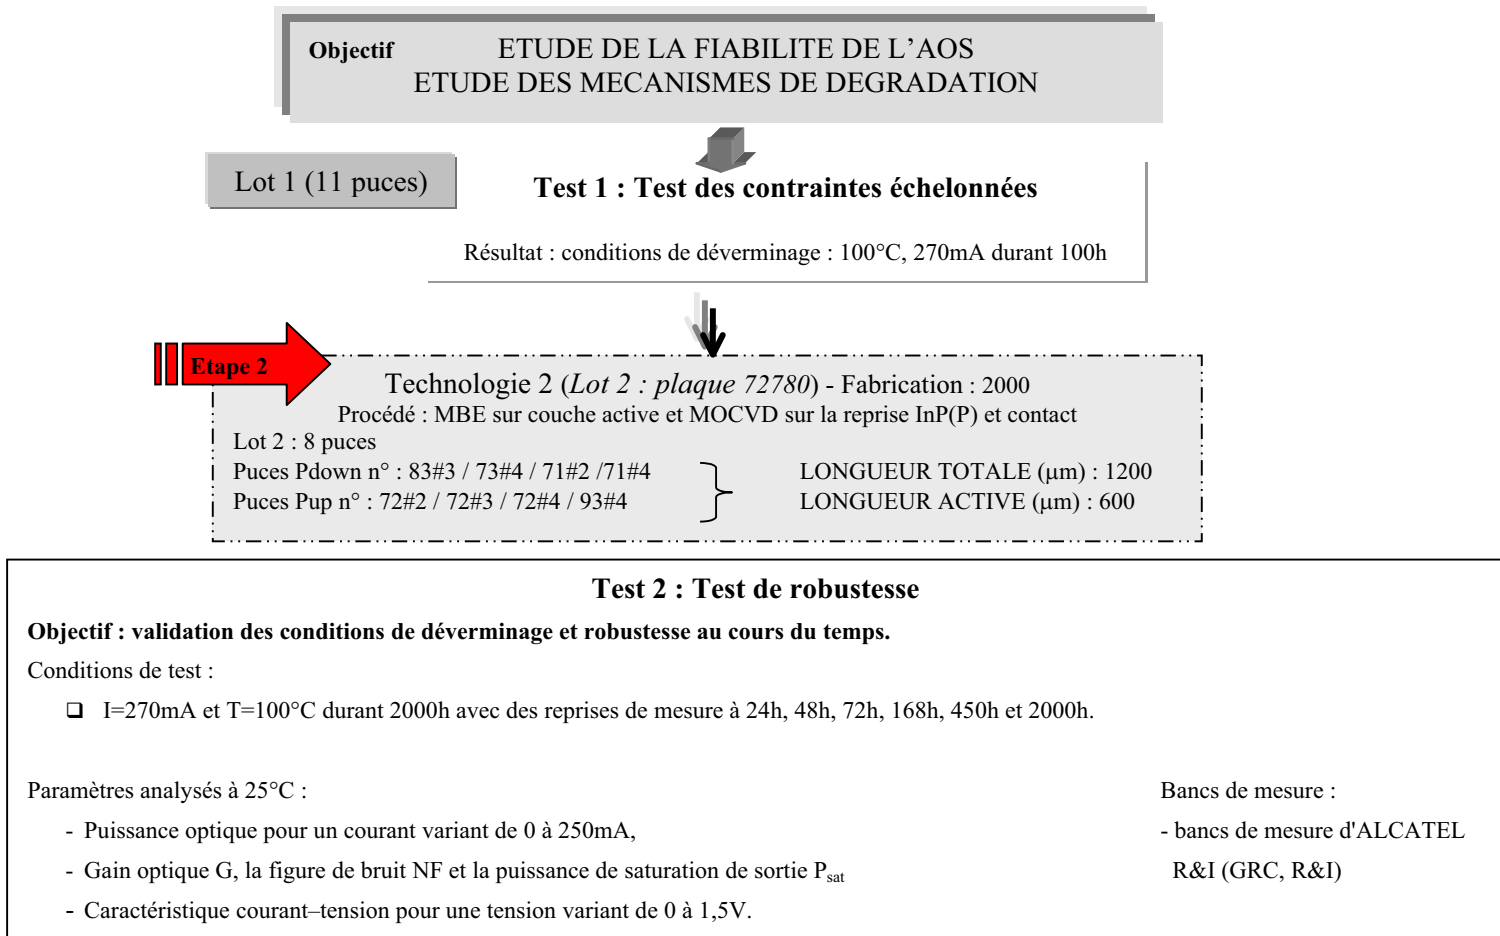 Objectif ETUDE DE LA FIABILITE DE L’AOS
ETUDE DES MECANISMES DE DEGRADATION
Lot 1 (11 puces)
Test 1 : Test des contraintes échelonnées
Résultat : conditions de déverminage : 100°C, 270mA durant 100h
Etape 2
Technologie 2 (Lot 2 : plaque 72780) - Fabrication : 2000
Procédé : MBE sur couche active et MOCVD sur la reprise InP(P) et contact
Lot 2 : 8 puces
Puces Pdown n° : 83#3 / 73#4 / 71#2 /71#4 LONGUEUR TOTALE (μm) : 1200
Puces Pup n° : 72#2 / 72#3 / 72#4 / 93#4 LONGUEUR ACTIVE (μm) : 600
Test 2 : Test de robustesse
Objectif : validation des conditions de déverminage et robustesse au cours du temps.
Conditions de test :
❑ I=270mA et T=100°C durant 2000h avec des reprises de mesure à 24h, 48h, 72h, 168h, 450h et 2000h.
Paramètres analysés à 25°C : Bancs de mesure :
- Puissance optique pour un courant variant de 0 à 250mA, - bancs de mesure d'ALCATEL
- Gain optique G, la figure de bruit NF et la puissance de saturation de sortie Psat R&I (GRC, R&I)
- Caractéristique courant–tension pour une tension variant de 0 à 1,5V.